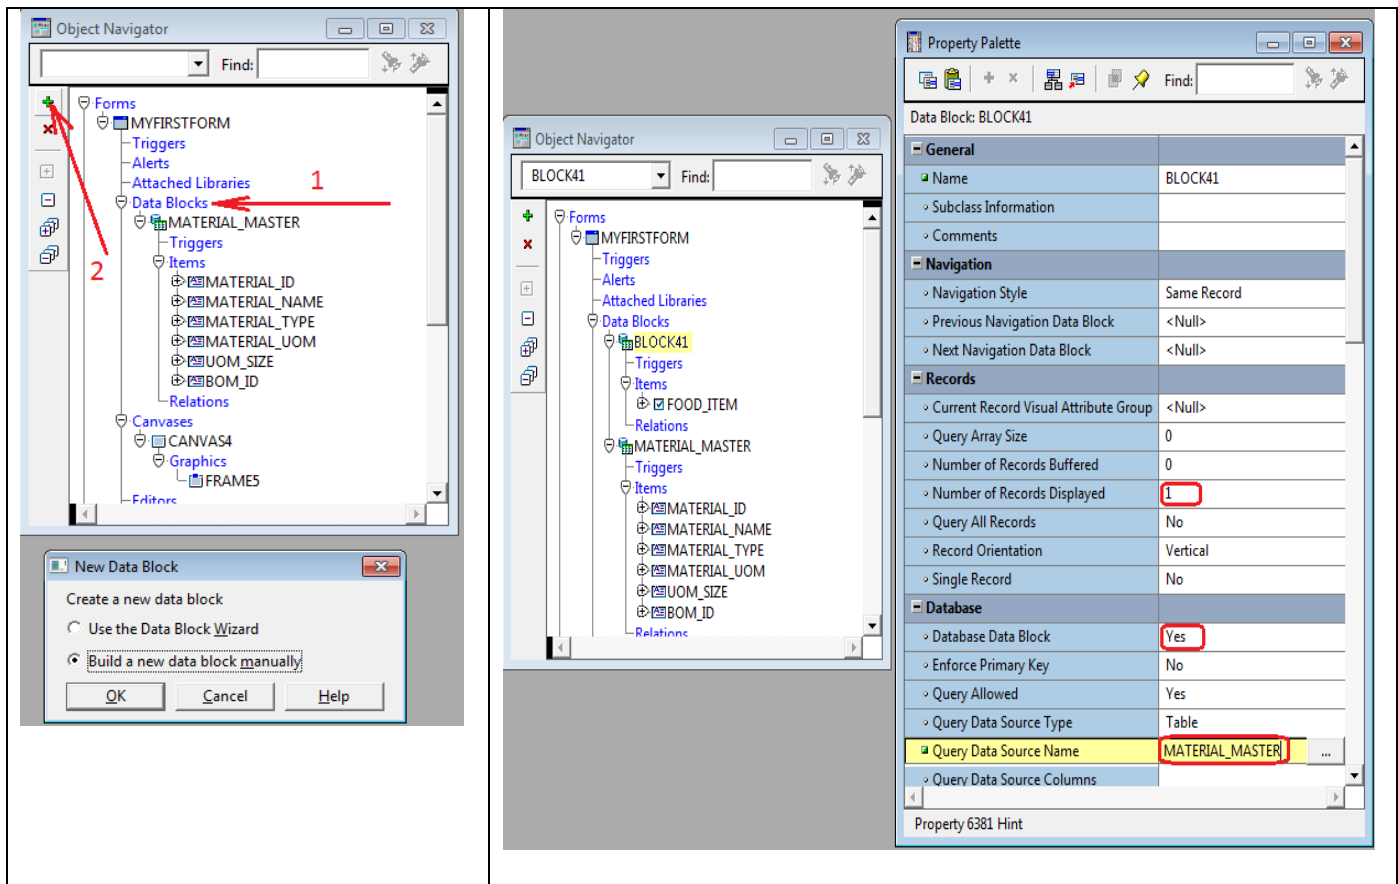 Object Navigator
Find:
Forms
MYFIRSTFORM
Triggers
Alerts
Attached Libraries
1
Data Blocks
MATERIAL_MASTER
Triggers
2
Items
MATERIAL_ID
MATERIAL_NAME
MATERIAL_TYPE
MATERIAL_UOM
UOM_SIZE
BOM_ID
Relations
Canvases
CANVAS4
Graphics
FRAME5
Editors
New Data Block
Create a new data block
Use the Data Block Wizard
Build a new data block manually
OK Cancel Help
Object Navigator
BLOCK41 Find:
Forms
MYFIRSTFORM
Triggers
Alerts
Attached Libraries
Data Blocks
BLOCK41
Triggers
Items
FOOD_ITEM
Relations
MATERIAL_MASTER
Triggers
Items
MATERIAL_ID
MATERIAL_NAME
MATERIAL_TYPE
MATERIAL_UOM
UOM_SIZE
BOM_ID
Relations
Property Palette
Find:
Data Block: BLOCK41
General
Name BLOCK41
Subclass Information
Comments
Navigation
Navigation Style Same Record
Previous Navigation Data Block <Null>
Next Navigation Data Block <Null>
Records
Current Record Visual Attribute Group <Null>
Query Array Size 0
Number of Records Buffered 0
Number of Records Displayed 1
Query All Records No
Record Orientation Vertical
Single Record No
Database
Database Data Block Yes
Enforce Primary Key No
Query Allowed Yes
Query Data Source Type Table
Query Data Source Name MATERIAL_MASTER ...
Query Data Source Columns
Property 6381 Hint